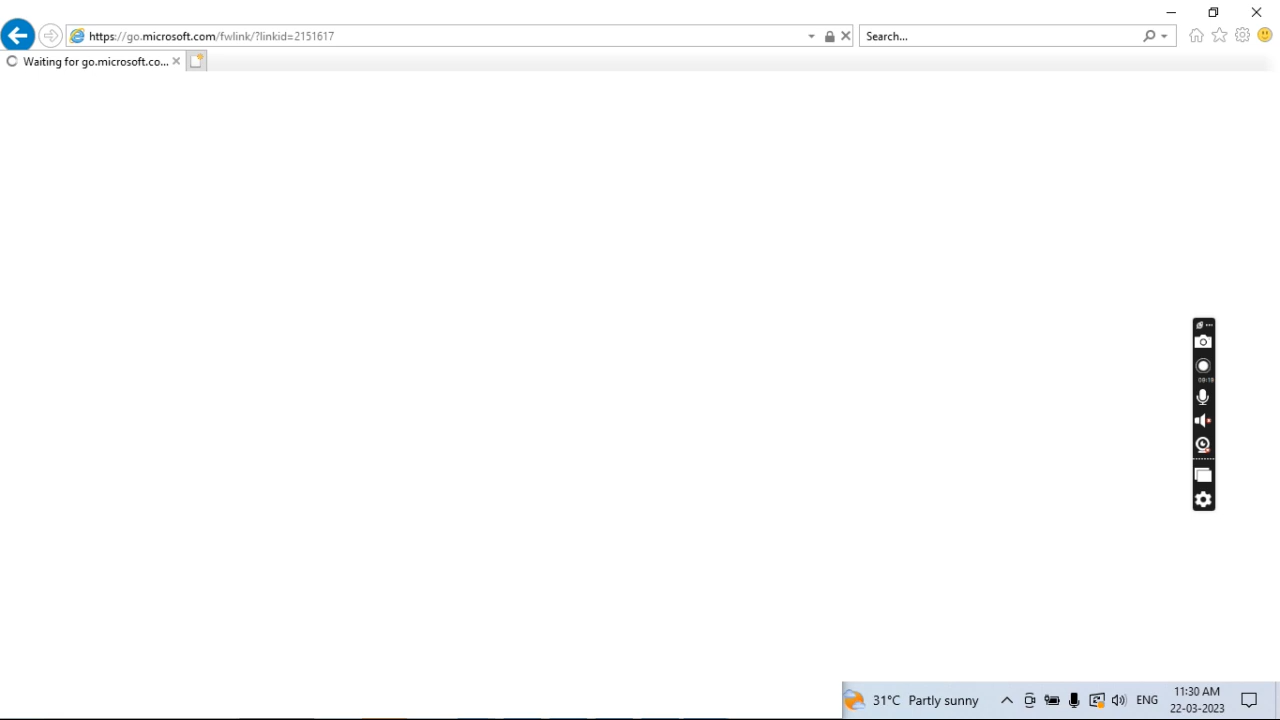 https://go.microsoft.com/fwlink/?linkid=2151617
Search...
Waiting for go.microsoft.co...
31°C Partly sunny
ENG
11:30 AM
22-03-2023